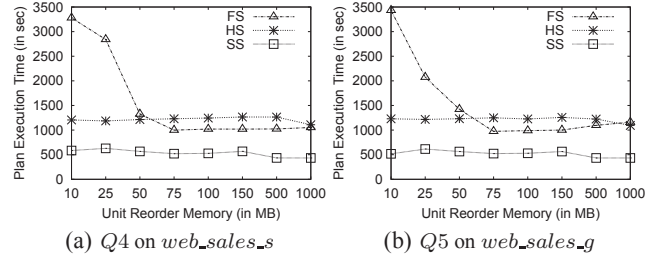 Plan Execution Time (in sec)
3500
3000
2500
2000
1500
1000
500
0
FS
HS
SS
10 25 50 75 100 150 500 1000
Unit Reorder Memory (in MB)
(a) Q4 on web_sales_s
Plan Execution Time (in sec)
3500
3000
2500
2000
1500
1000
500
0
FS
HS
SS
10 25 50 75 100 150 500 1000
Unit Reorder Memory (in MB)
(b) Q5 on web_sales_g